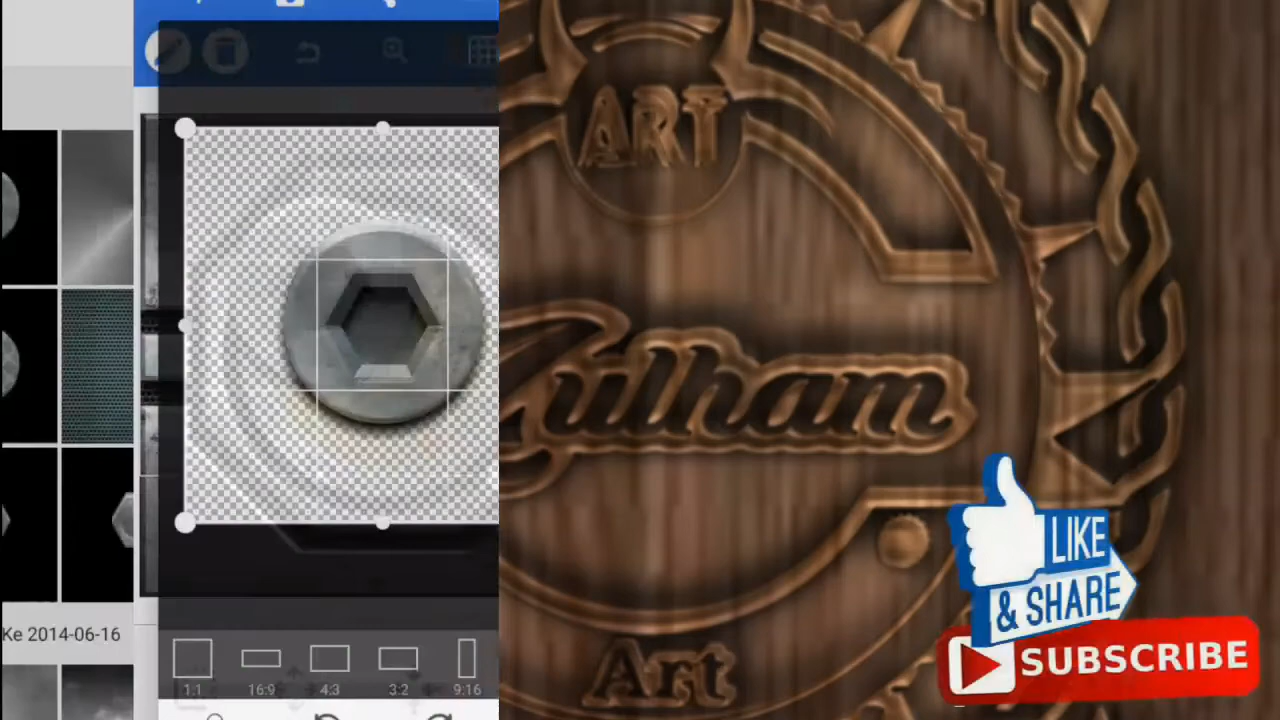 ART
Zulham
Art
LIKE
& SHARE
SUBSCRIBE
Ke 2014-06-16
1:1 16:9 4:3 3:2 9:16